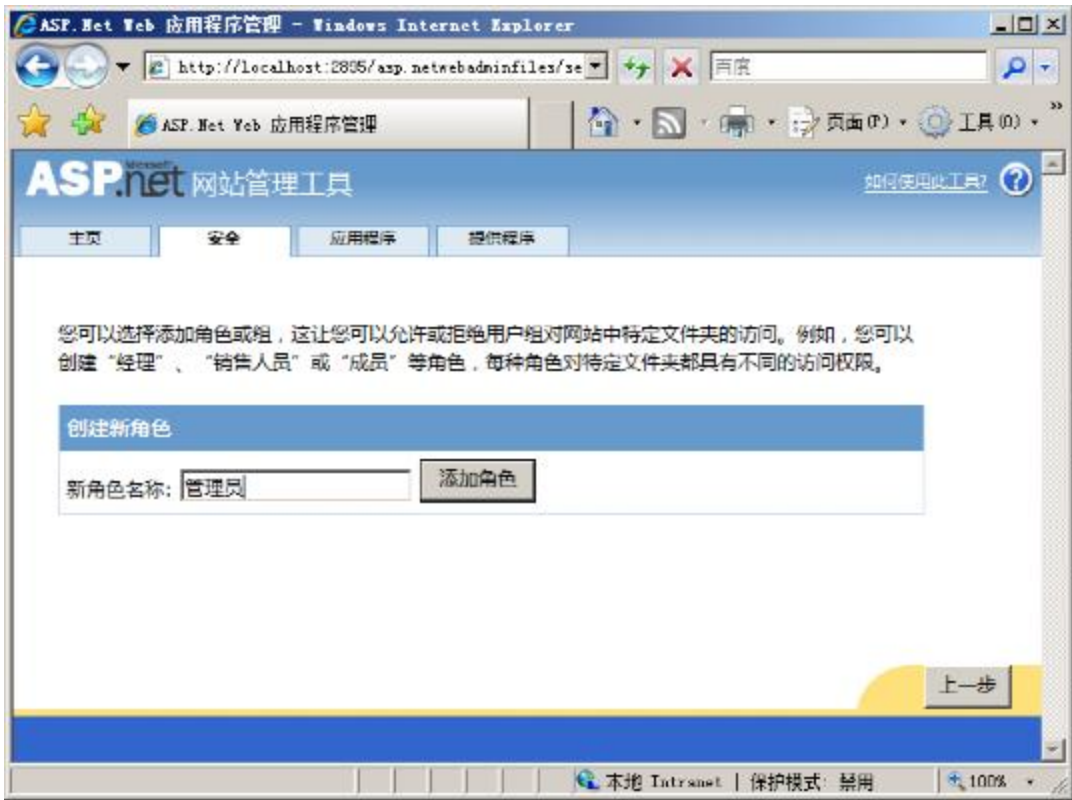 ASP.Net Web 应用程序管理 - Windows Internet Explorer
http://localhost:2895/asp.netwebadminfiles/se
百度
ASP.Net Web 应用程序管理
页面(P)
工具(O)
Microsoft
ASP.net 网站管理工具
如何使用此工具?
主页
安全
应用程序
提供程序
您可以选择添加角色或组，这让您可以允许或拒绝用户组对网站中特定文件夹的访问。例如，您可以
创建“经理”、“销售人员”或“成员”等角色，每种角色对特定文件夹都具有不同的访问权限。
创建新角色
新角色名称: 管理员 添加角色
上一步
本地 Intranet | 保护模式: 禁用
100%